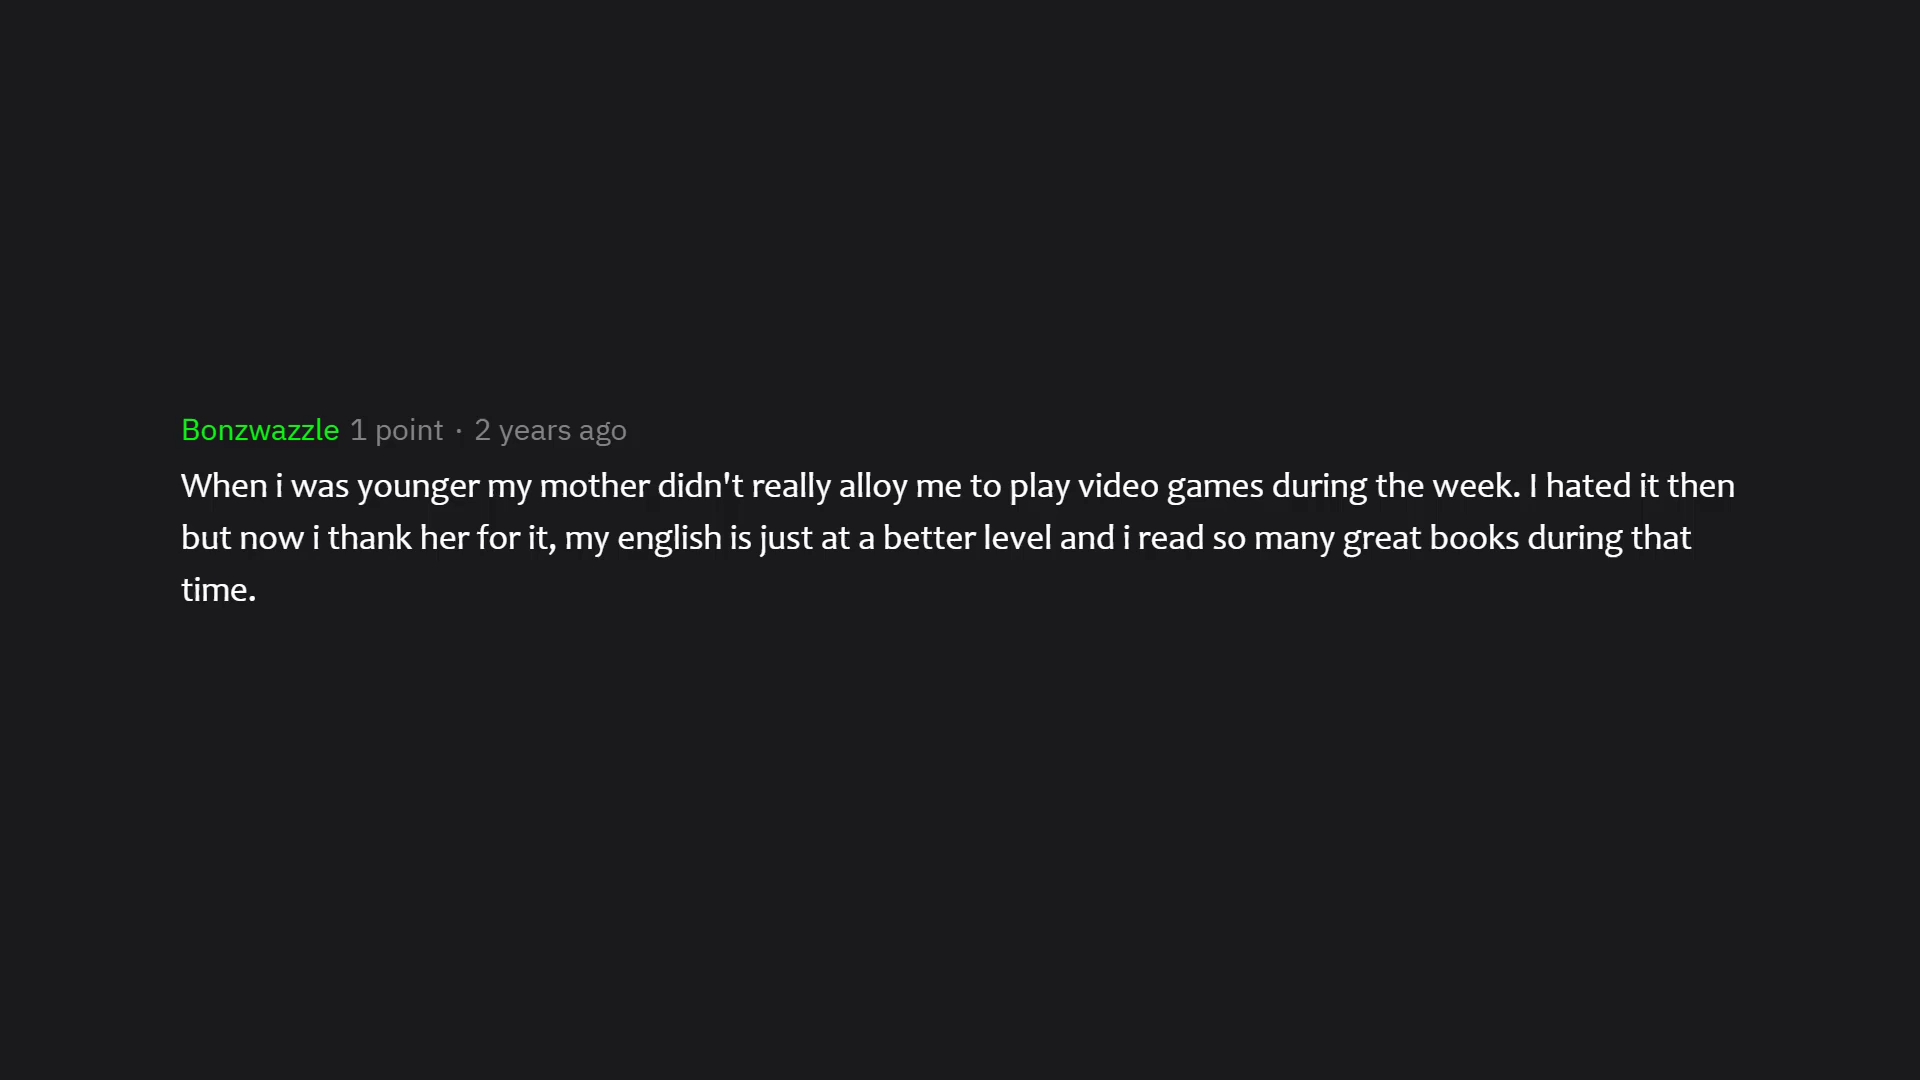 Bonzwazzle 1 point · 2 years ago
When i was younger my mother didn't really alloy me to play video games during the week. I hated it then
but now i thank her for it, my english is just at a better level and i read so many great books during that
time.